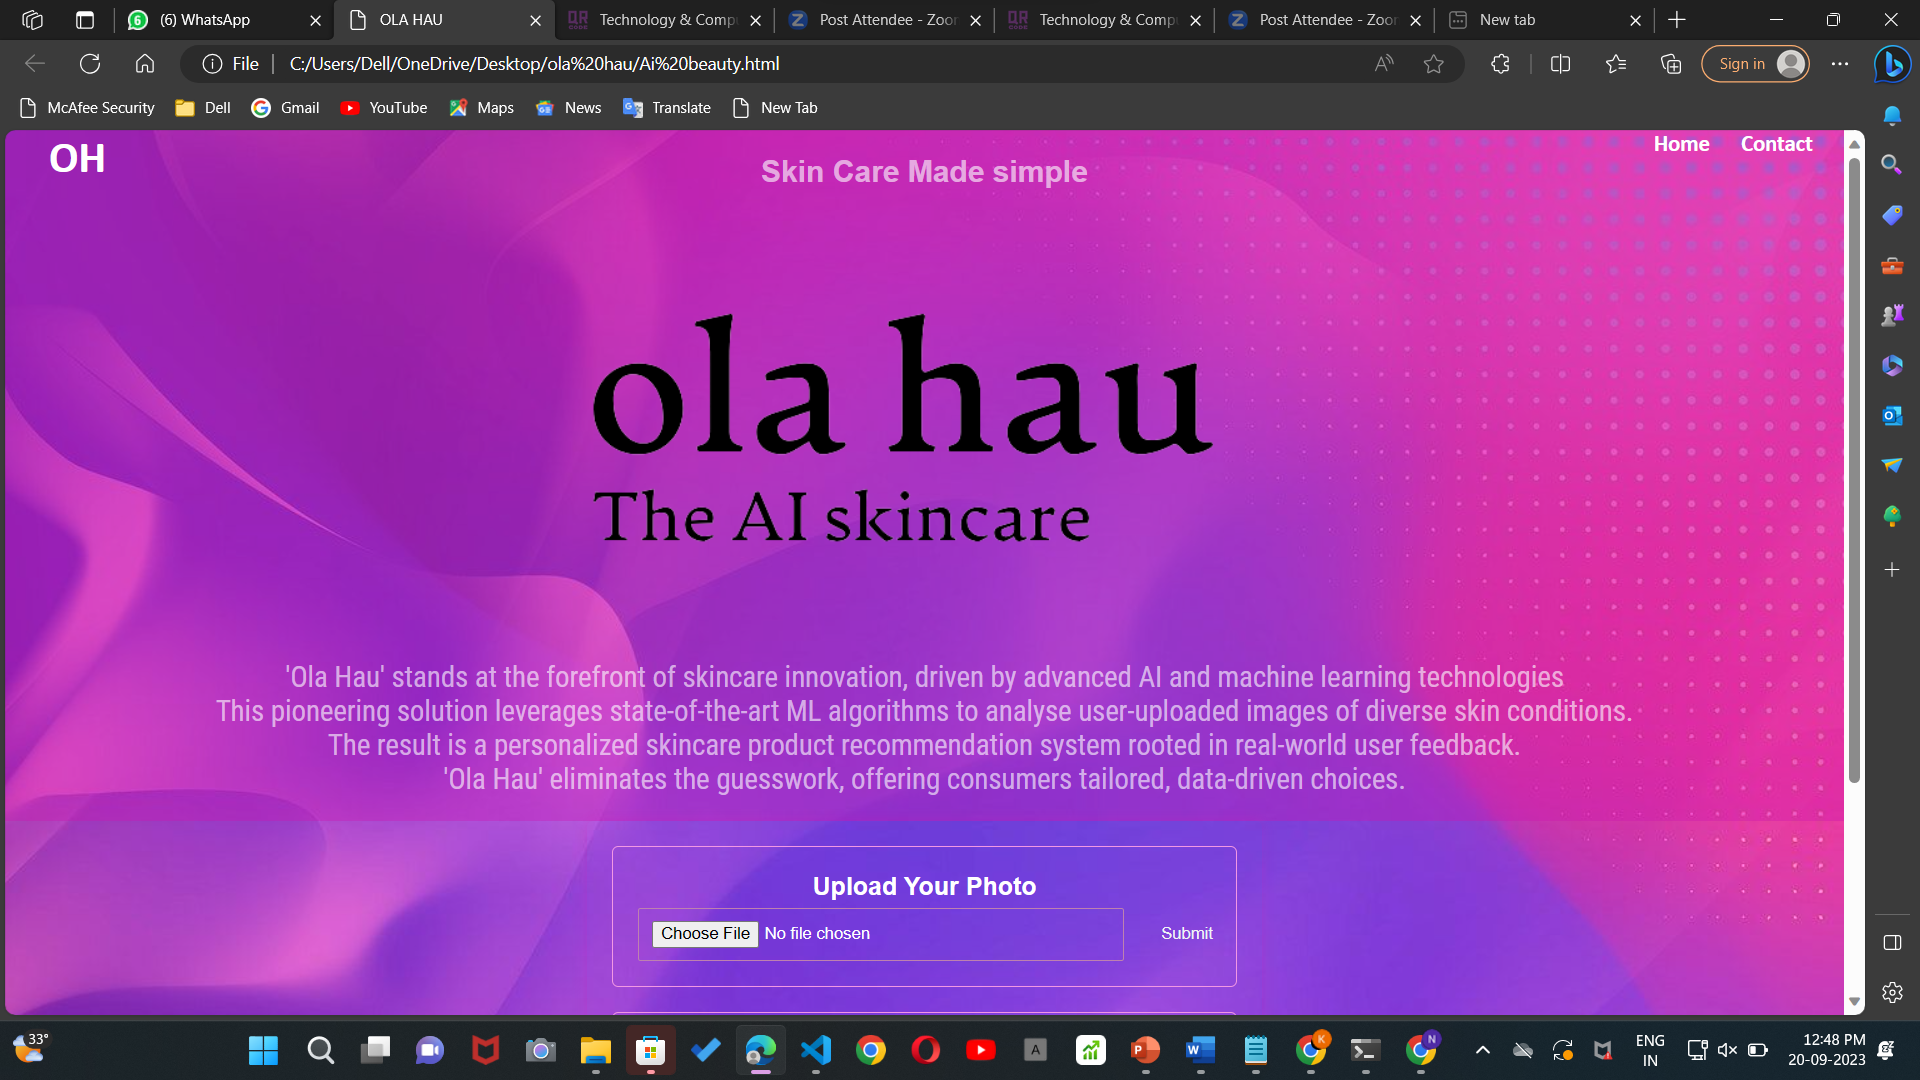 6
(6) WhatsApp
OLA HAU
Technology & Comp
Post Attendee - Zoo
Technology & Comp
Post Attendee - Zoo
New tab
File
C:/Users/Dell/OneDrive/Desktop/ola%20hau/Ai%20beauty.html
Sign in
McAfee Security
Dell
Gmail
YouTube
Maps
News
Translate
New Tab
OH
Home
Contact
Skin Care Made simple
ola hau
The AI skincare
'Ola Hau' stands at the forefront of skincare innovation, driven by advanced AI and machine learning technologies
This pioneering solution leverages state-of-the-art ML algorithms to analyse user-uploaded images of diverse skin conditions.
The result is a personalized skincare product recommendation system rooted in real-world user feedback.
'Ola Hau' eliminates the guesswork, offering consumers tailored, data-driven choices.
Upload Your Photo
Choose File No file chosen
Submit
33°
K
N
ENG
IN
12:48 PM
20-09-2023